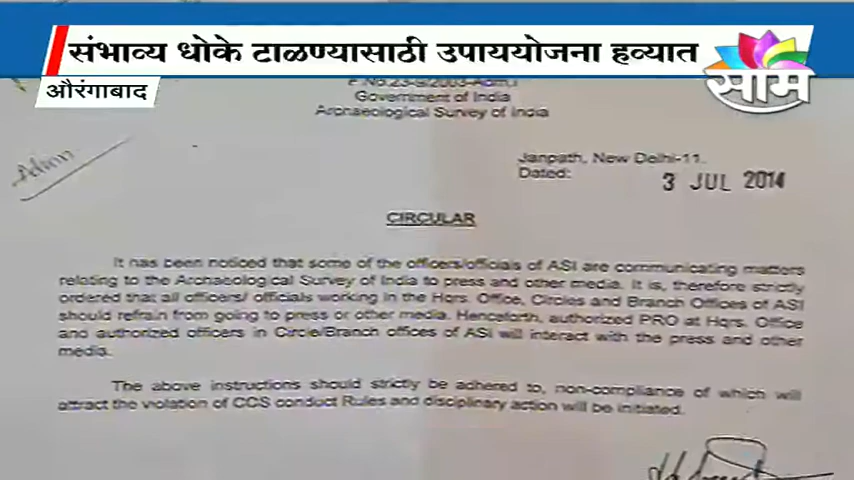 संभाव्य धोके टाळण्यासाठी उपाययोजना हव्यात
साम
औरंगाबाद
F.No.23-8/2003-Adm.I
Government of India
Archaeological Survey of India
Admn
Janpath, New Delhi-11.
Dated:
3 JUL 2014
CIRCULAR
It has been noticed that some of the officers/officials of ASI are communicating matters
relating to the Archaeological Survey of India to press and other media. It is, therefore strictly
ordered that all officers/ officials working in the Hqrs. Office, Circles and Branch Offices of ASI
should refrain from going to press or other media. Henceforth, authorized PRO at Hqrs. Office
and authorized officers in Circle/Branch offices of ASI will interact with the press and other
media.
The above instructions should strictly be adhered to, non-compliance of which will
attract the violation of CCS conduct Rules and disciplinary action will be initiated.